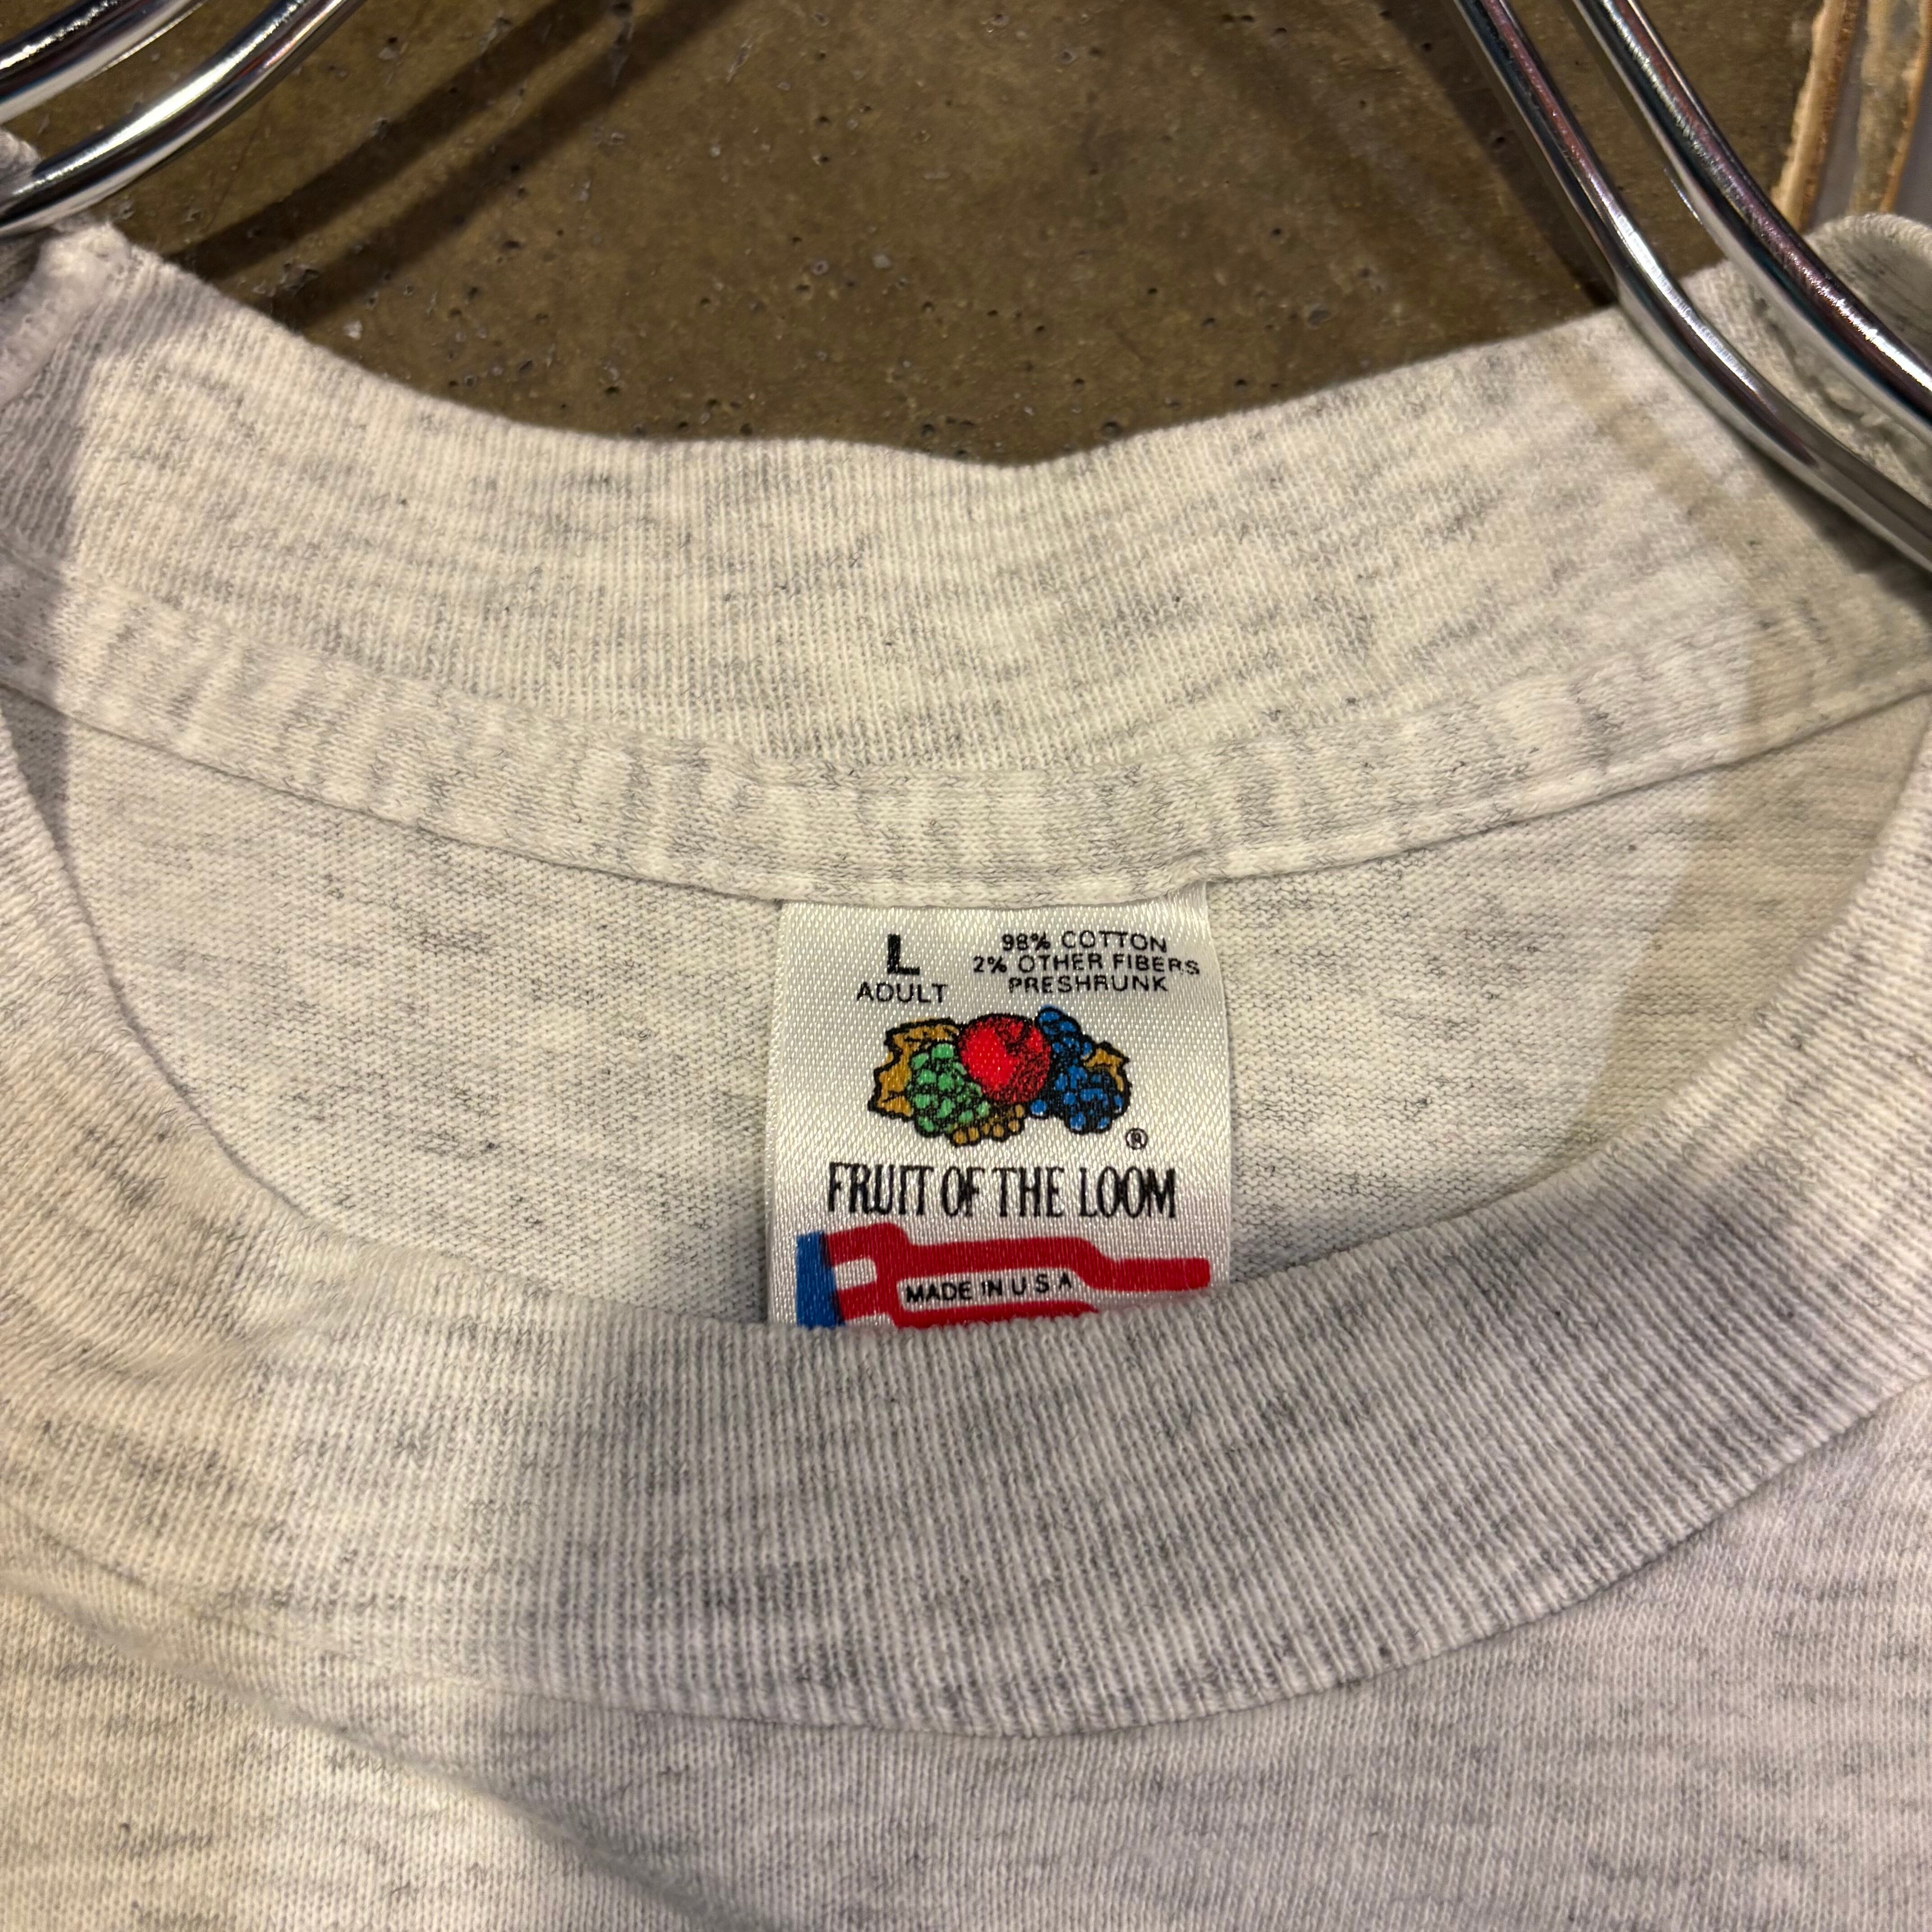 L
ADULT
98% COTTON
2% OTHER FIBERS
PRESHRUNK
®
FRUIT OF THE LOOM
MADE IN U S A